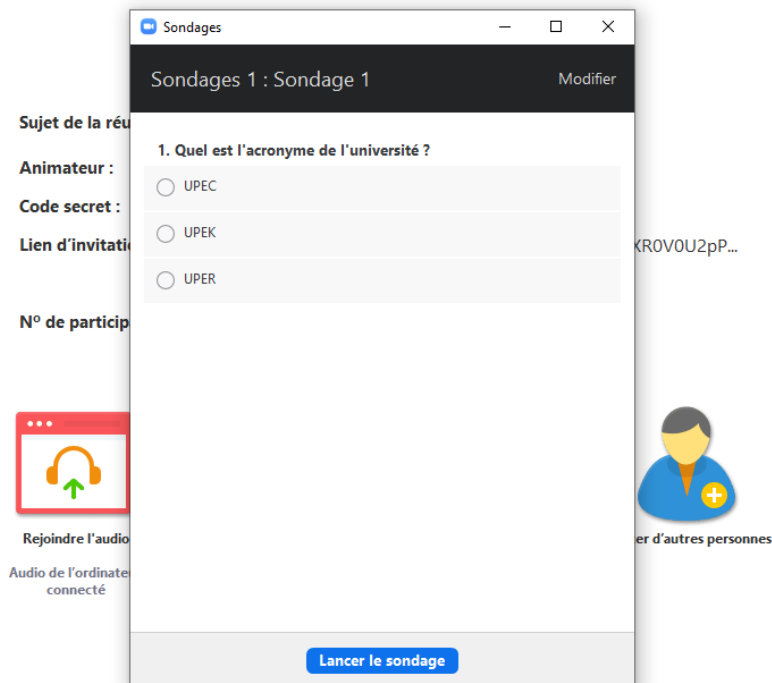 Sondages
Sondages 1 : Sondage 1
Modifier
Sujet de la réu
1. Quel est l'acronyme de l'université ?
Animateur :
UPEC
Code secret :
UPEK
Lien d'invitati
XR0V0U2pP...
UPER
Nº de particip
Rejoindre l'audio
er d'autres personnes
Audio de l'ordinate
connecté
Lancer le sondage